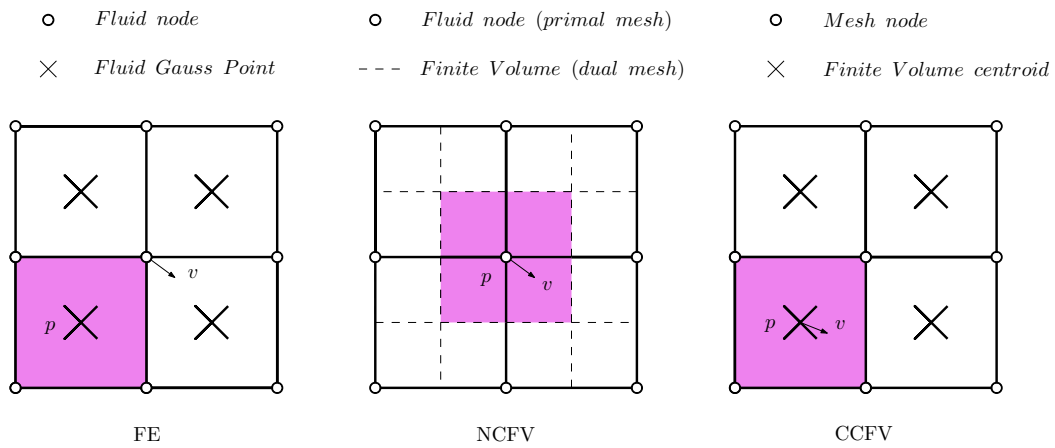 Fluid node
Fluid node (primal mesh)
Mesh node
Fluid Gauss Point
Finite Volume (dual mesh)
Finite Volume centroid
v
p
p
v
p
v
FE
NCFV
CCFV